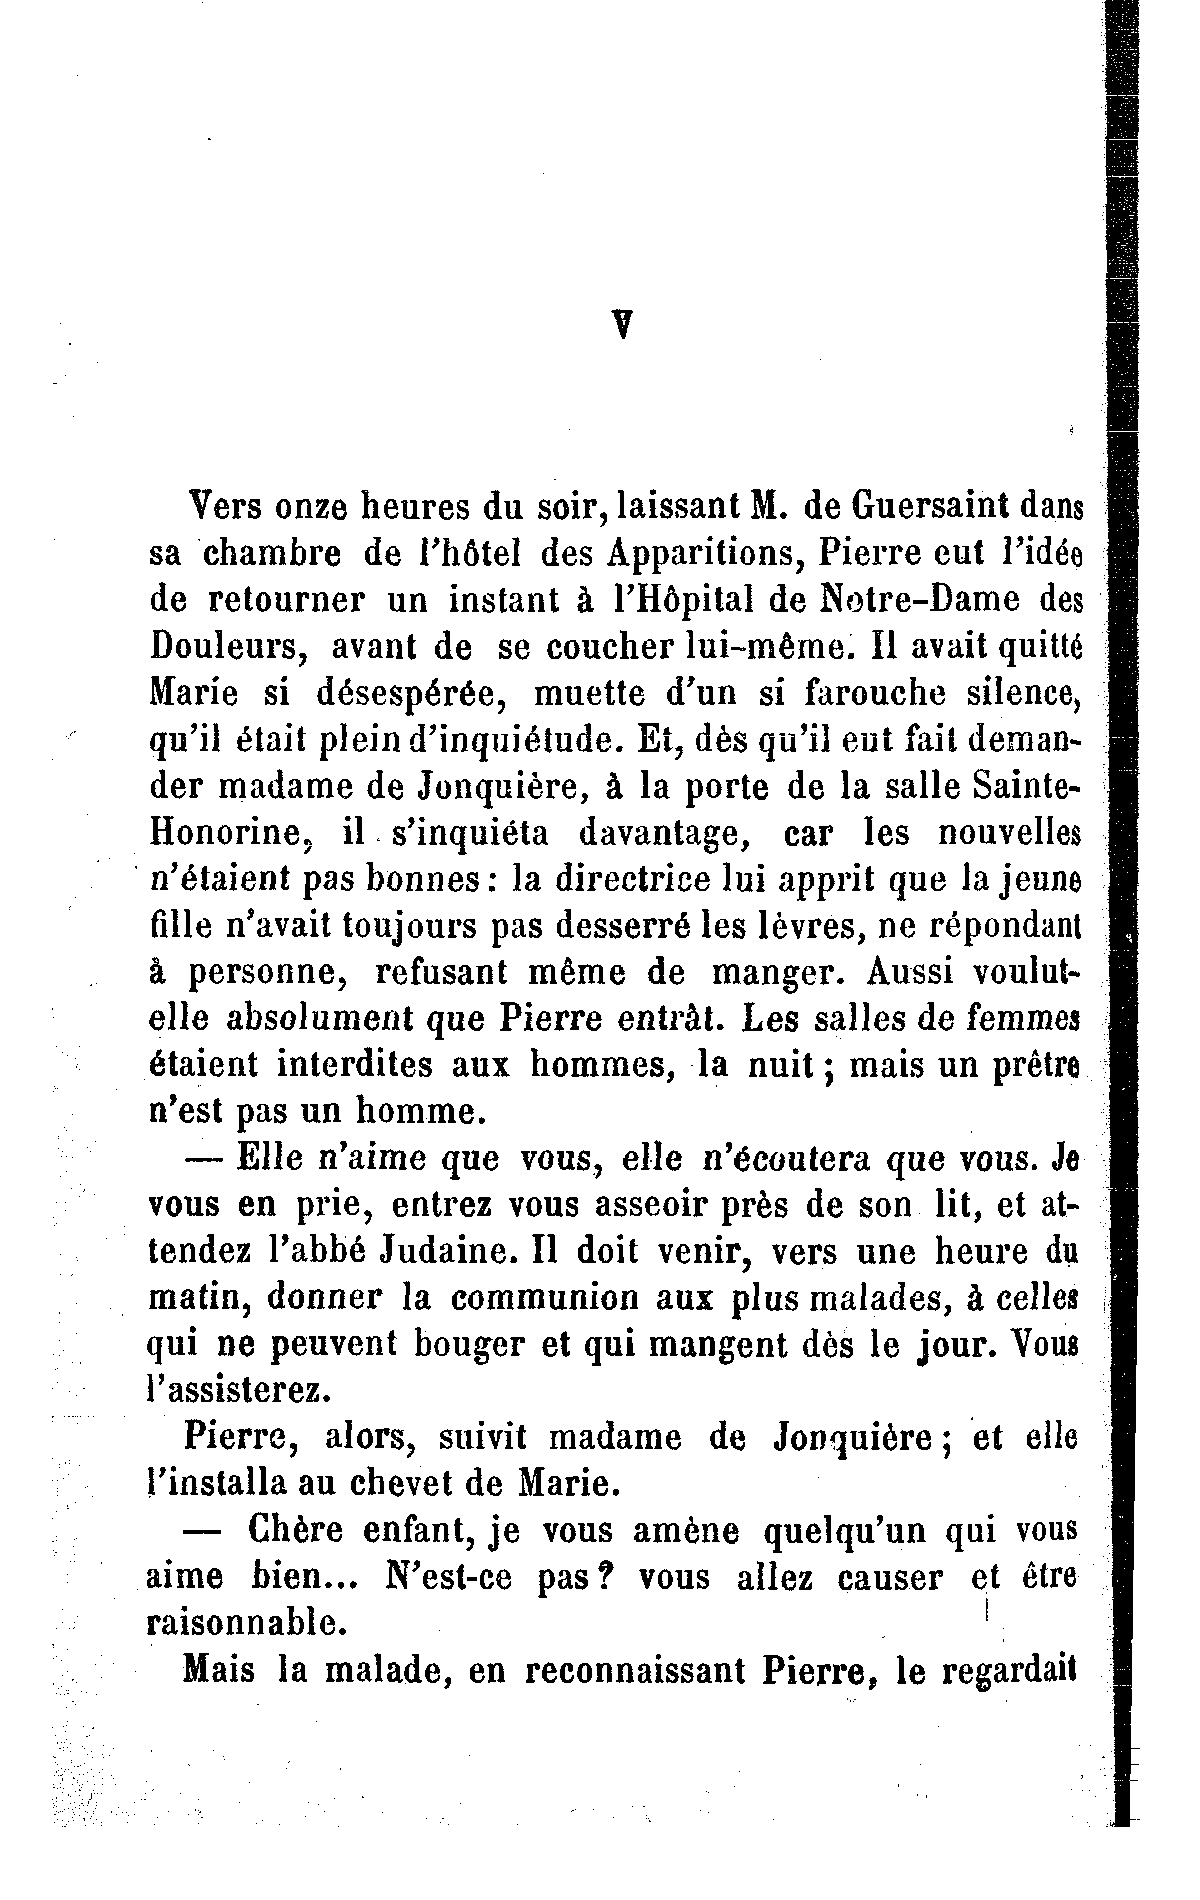 V
Vers onze heures du soir, laissant M. de Guersaint dans
sa chambre de l'hôtel des Apparitions, Pierre eut l'idée
de retourner un instant à l'Hôpital de Notre-Dame des
Douleurs, avant de se coucher lui-même. Il avait quitté
Marie si désespérée, muette d'un si farouche silence,
qu'il était plein d'inquiétude. Et, dès qu'il eut fait deman-
der madame de Jonquière, à la porte de la salle Sainte-
Honorine, il s'inquiéta davantage, car les nouvelles
n'étaient pas bonnes : la directrice lui apprit que la jeune
fille n'avait toujours pas desserré les lèvres, ne répondant
à personne, refusant même de manger. Aussi voulut-
elle absolument que Pierre entrât. Les salles de femmes
étaient interdites aux hommes, la nuit ; mais un prêtre
n'est pas un homme.
— Elle n'aime que vous, elle n'écoutera que vous. Je
vous en prie, entrez vous asseoir près de son lit, et at-
tendez l'abbé Judaine. Il doit venir, vers une heure du
matin, donner la communion aux plus malades, à celles
qui ne peuvent bouger et qui mangent dès le jour. Vous
l'assisterez.
Pierre, alors, suivit madame de Jonquière ; et elle
l'installa au chevet de Marie.
— Chère enfant, je vous amène quelqu'un qui vous
aime bien... N'est-ce pas ? vous allez causer et être
raisonnable.
Mais la malade, en reconnaissant Pierre, le regardait